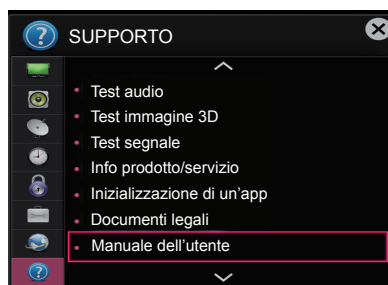 SUPPORTO
Test audio
Test immagine 3D
Test segnale
Info prodotto/servizio
Inizializzazione di un'app
Documenti legali
Manuale dell'utente